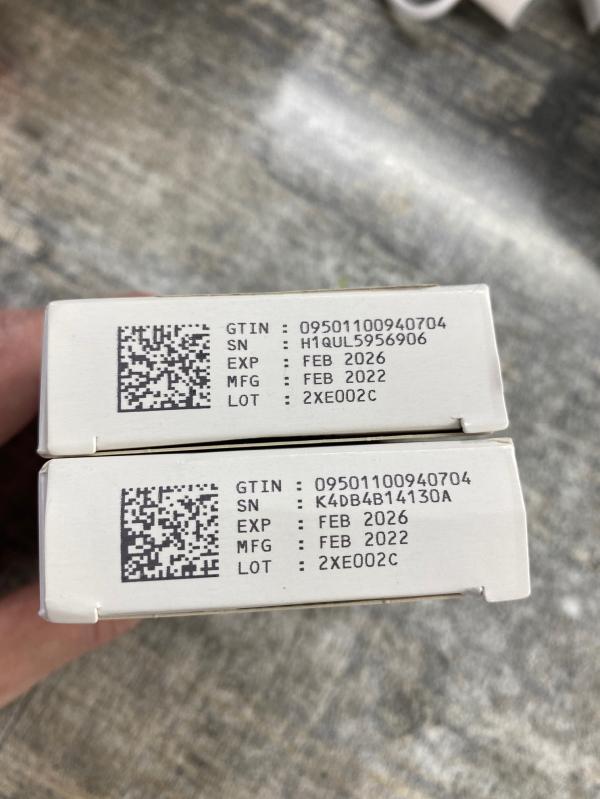 GTIN : 09501100940704
SN : H1QUL5956906
EXP : FEB 2026
MFG : FEB 2022
LOT : 2XE002C
GTIN : 09501100940704
SN : K4DB4B14130A
EXP : FEB 2026
MFG : FEB 2022
LOT : 2XE002C